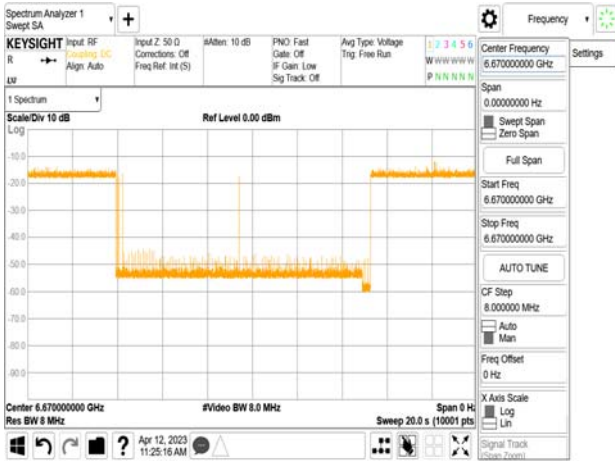 Spectrum Analyzer 1
Swept SA
+
Frequency
Settings
KEYSIGHT
R
Input: RF
Coupling: DC
Align: Auto
Input Z: 50 Ω
Corrections: Off
Freq Ref: Int (S)
#Atten: 10 dB
PNO: Fast
Gate: Off
IF Gain: Low
Sig Track: Off
Avg Type: Voltage
Trig: Free Run
1 2 3 4 5 6
W W W W W W
P N N N N N
1 Spectrum
Scale/Div 10 dB
Ref Level 0.00 dBm
Log
-10.0
-20.0
-30.0
-40.0
-50.0
-60.0
-70.0
-80.0
-90.0
Center 6.670000000 GHz
#Video BW 8.0 MHz
Span 0 Hz
Res BW 8 MHz
Sweep 20.0 s (10001 pts
Center Frequency
6.670000000 GHz
Span
0.00000000 Hz
Swept Span
Zero Span
Full Span
Start Freq
6.670000000 GHz
Stop Freq
6.670000000 GHz
AUTO TUNE
CF Step
8.000000 MHz
Auto
Man
Freq Offset
0 Hz
X Axis Scale
Log
Lin
Signal Track
(Span Zoom)
?
Apr 12, 2023
11:25:16 AM